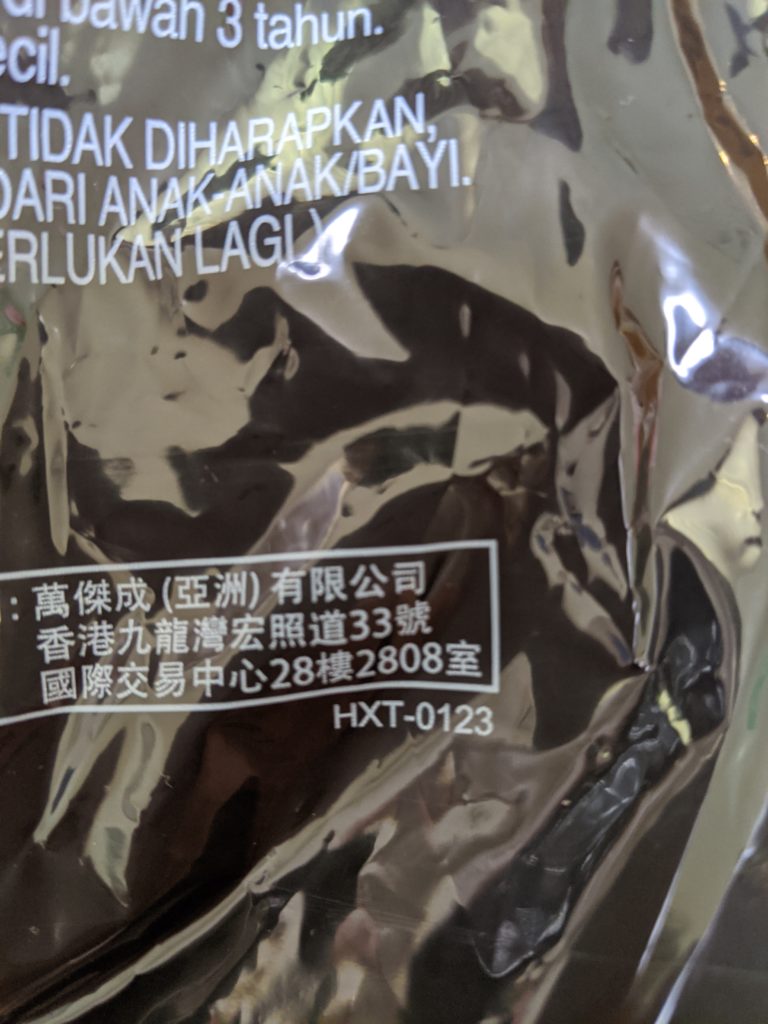 di bawah 3 tahun.
ecil.
TIDAK DIHARAPKAN,
DARI ANAK-ANAK/BAYI.
ERLUKAN LAGI.)
: 萬傑成 (亞洲) 有限公司
香港九龍灣宏照道33號
國際交易中心28樓2808室
HXT-0123